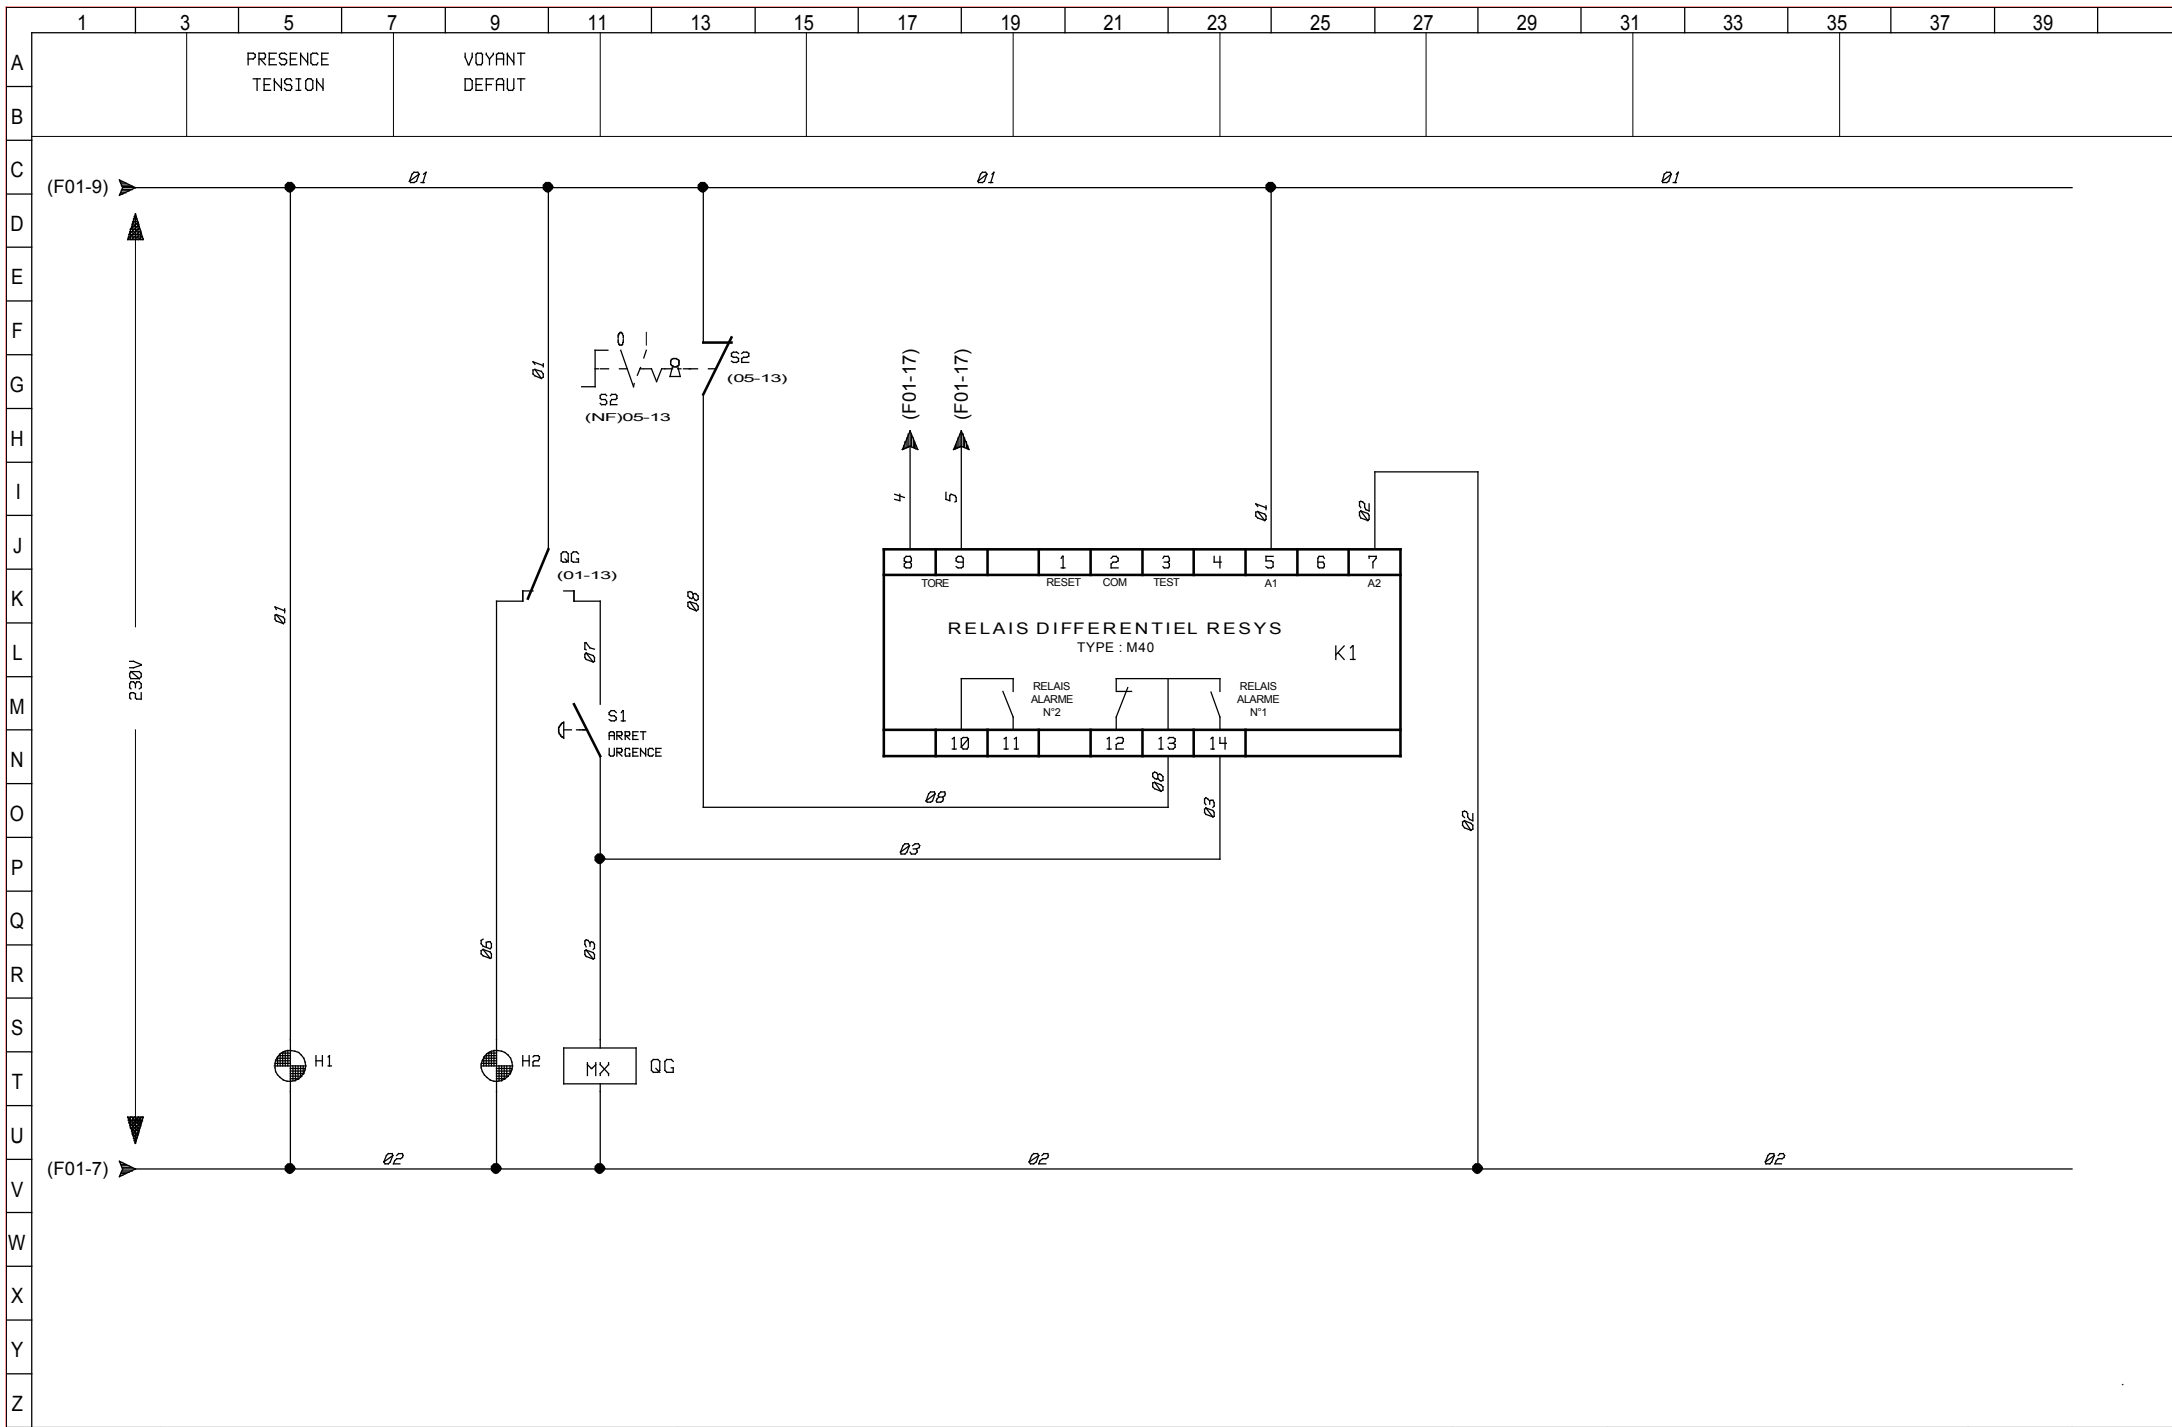 1 3 5 7 9 11 13 15 17 19 21 23 25 27 29 31 33 35 37 39
A
PRESENCE
TENSION
VOYANT
DEFAUT
B
C
(F01-9)
01
01
01
D
E
F
0 |
S2
(05-13)
G
01
S2
(NF)05-13
(F01-17)
(F01-17)
H
I
4
5
01
02
J
QG
(01-13)
8 9 1 2 3 4 5 6 7
TORE RESET COM TEST A1 A2
K
01
08
RELAIS DIFFERENTIEL RESYS
TYPE : M40
K1
L
07
230V
M
RELAIS
ALARME
N°2
RELAIS
ALARME
N°1
S1
ARRET
URGENCE
N
10 11 12 13 14
08
O
08
03
02
P
03
Q
06
03
R
S
H1
H2
MX
QG
T
U
(F01-7)
02
02
02
V
W
X
Y
Z